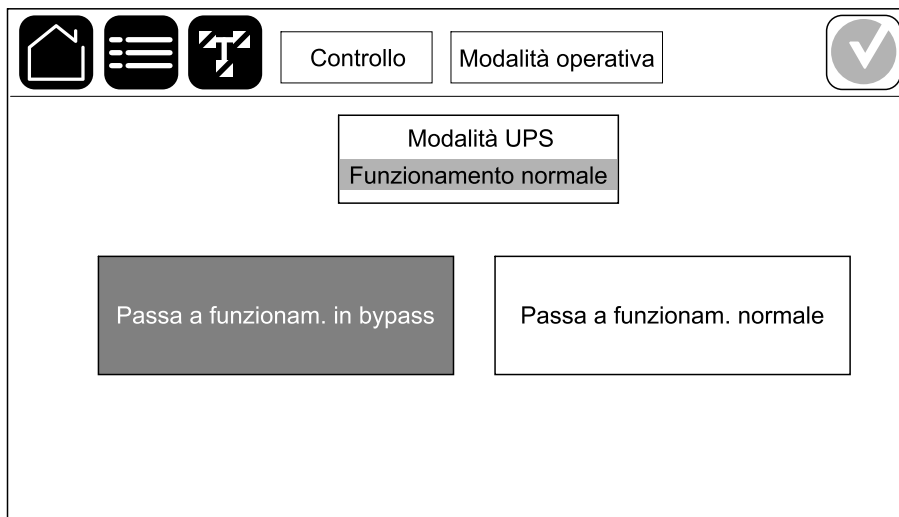 Controllo
Modalità operativa
Modalità UPS
Funzionamento normale
Passa a funzionam. in bypass
Passa a funzionam. normale